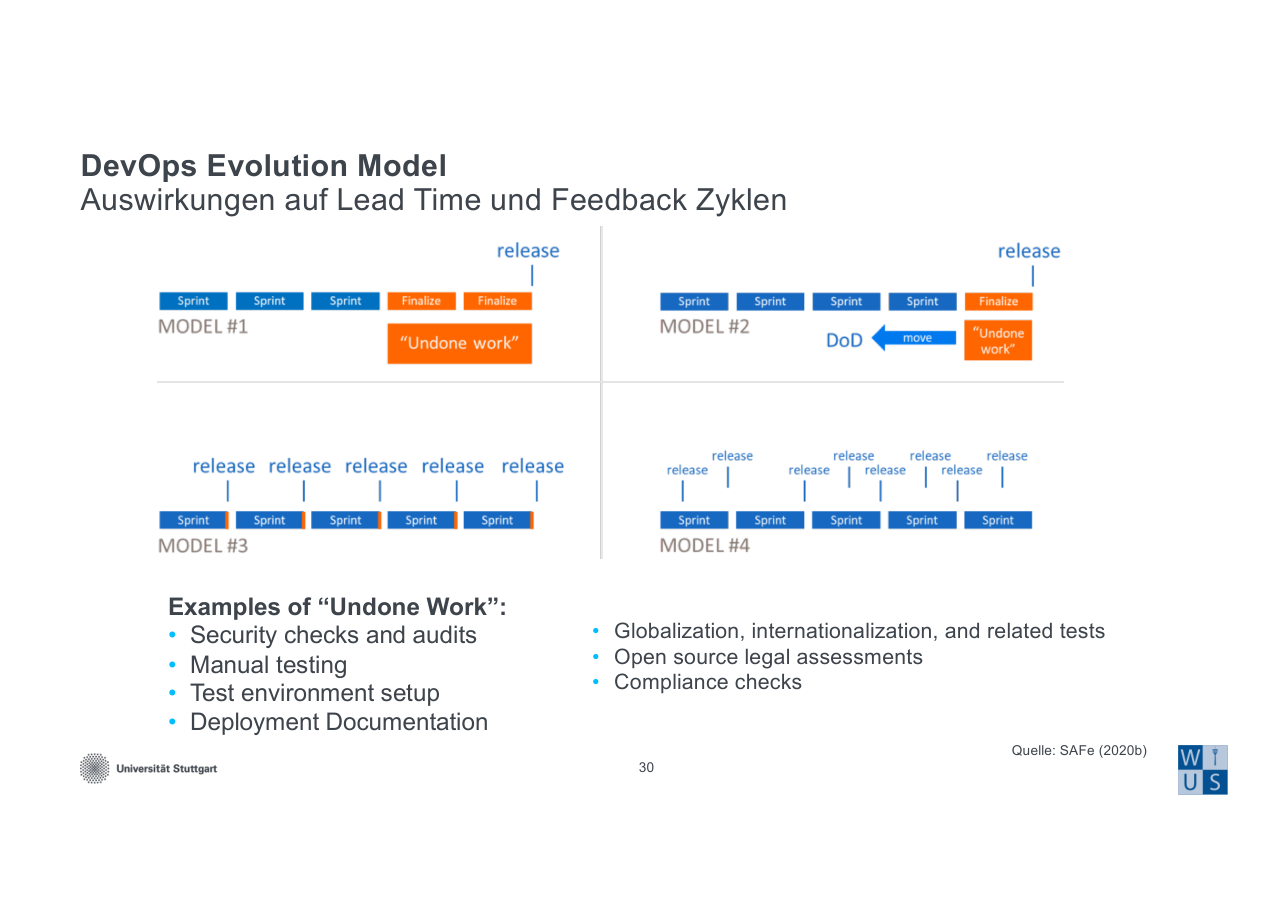 DevOps Evolution Model
Auswirkungen auf Lead Time und Feedback Zyklen
release
Sprint Sprint Sprint Finalize Finalize
MODEL #1
“Undone work”
release
Sprint Sprint Sprint Sprint Finalize
MODEL #2
DoD move “Undone
work”
release release release release release
Sprint Sprint Sprint Sprint Sprint
MODEL #3
release release release release
release release release release
Sprint Sprint Sprint Sprint Sprint
MODEL #4
Examples of “Undone Work”:
• Security checks and audits
• Manual testing
• Test environment setup
• Deployment Documentation
• Globalization, internationalization, and related tests
• Open source legal assessments
• Compliance checks
Quelle: SAFe (2020b)
Universität Stuttgart
30
W i
U S